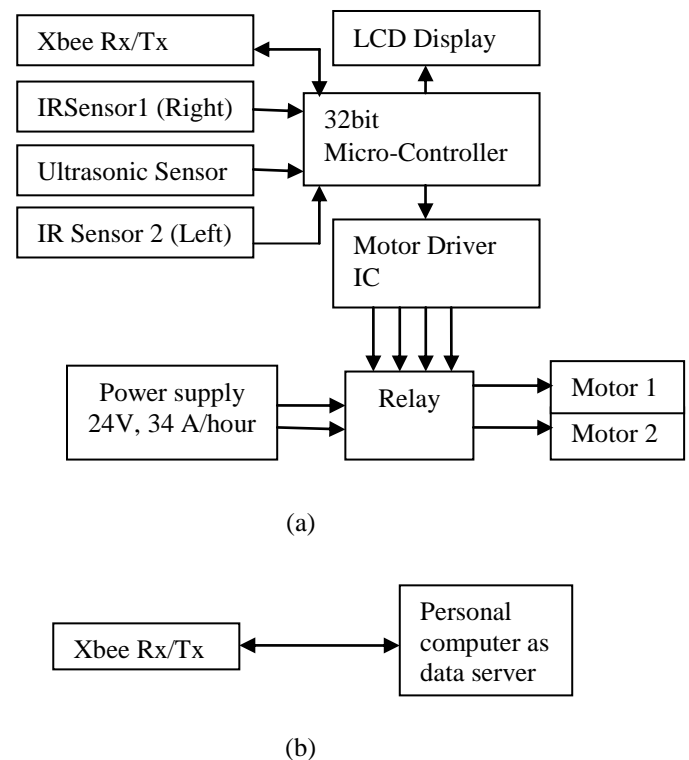 Xbee Rx/Tx
LCD Display
IRSensor1 (Right)
32bit
Micro-Controller
Ultrasonic Sensor
IR Sensor 2 (Left)
Motor Driver
IC
Power supply
24V, 34 A/hour
Relay
Motor 1
Motor 2
(a)
Xbee Rx/Tx
Personal
computer as
data server
(b)